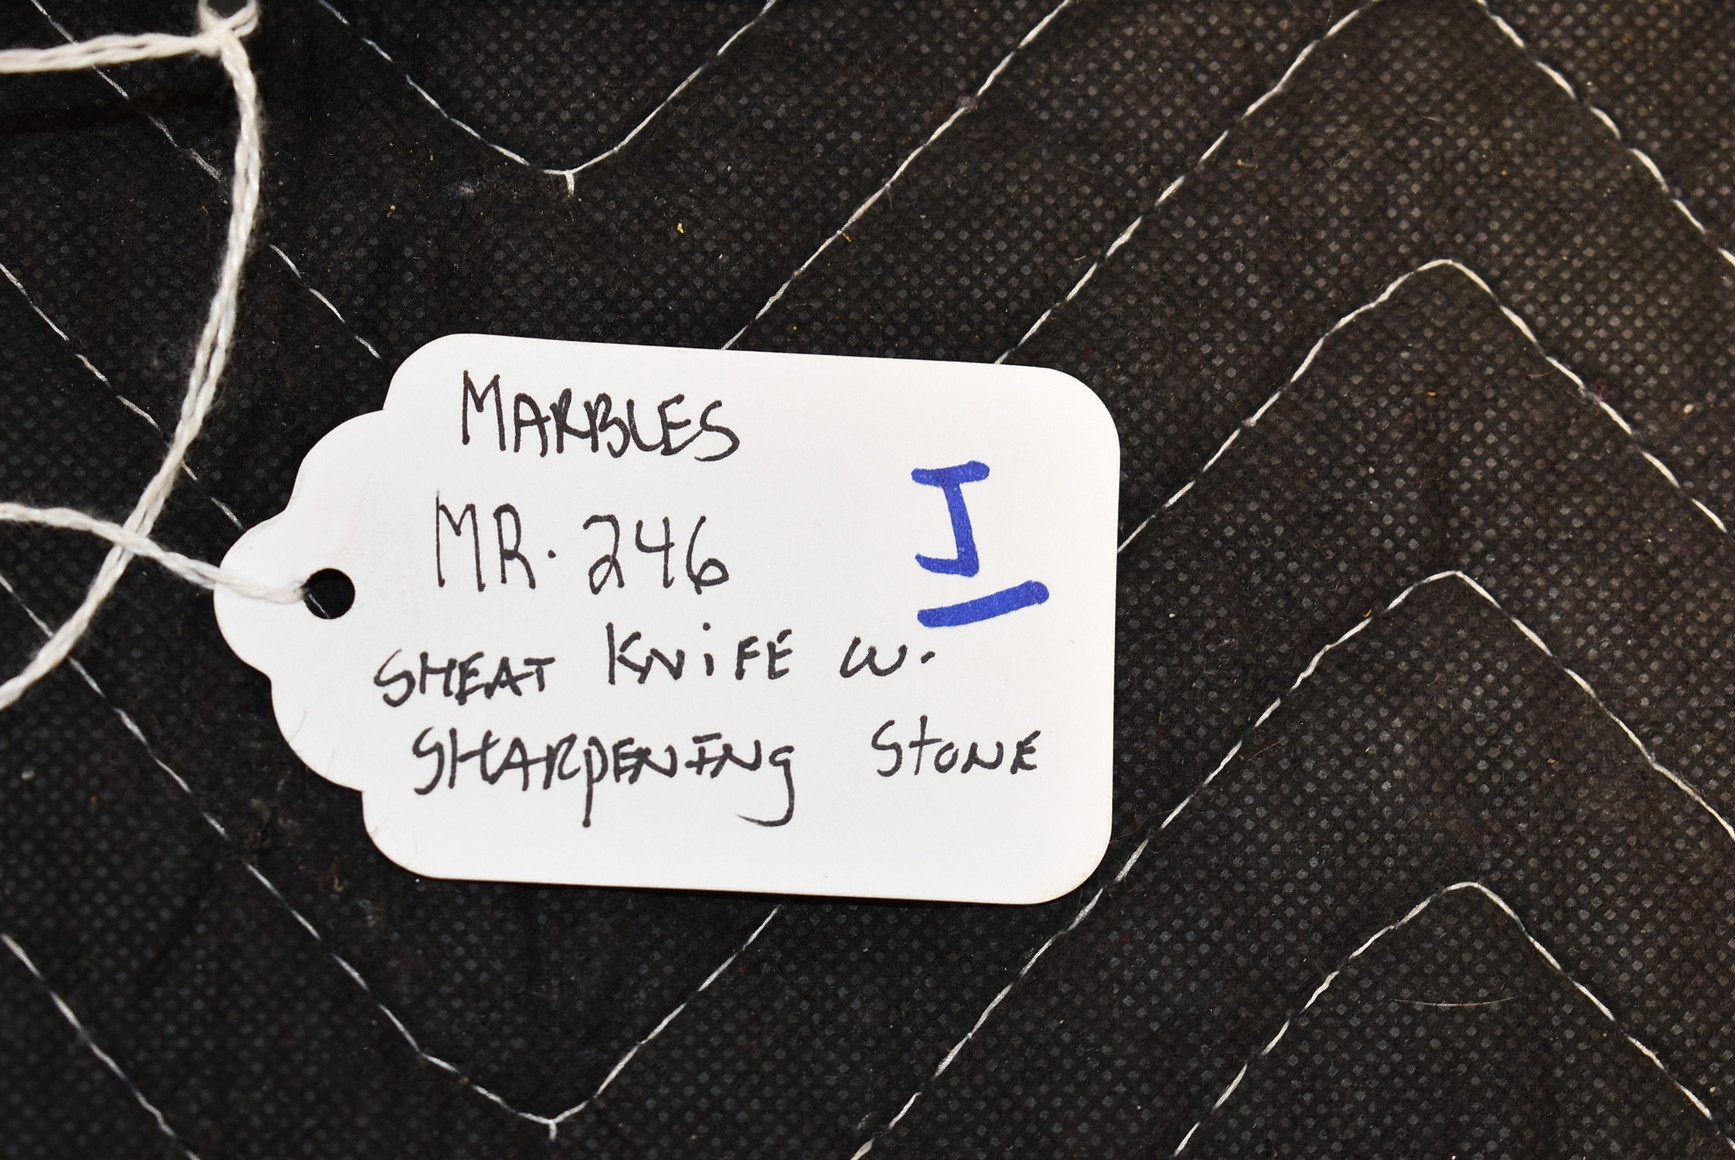 MARBLES
MR. 246
J
SHEAT KNiFE W.
SHARPENING STONE